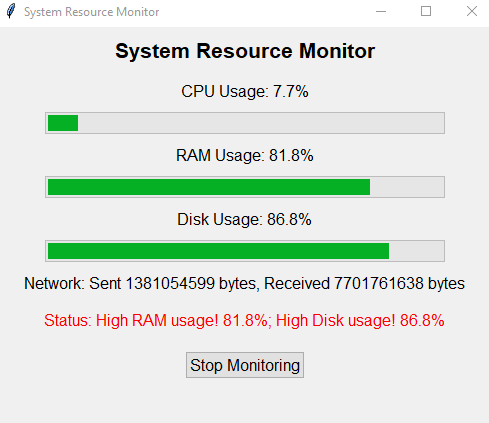 System Resource Monitor
System Resource Monitor
CPU Usage: 7.7%
RAM Usage: 81.8%
Disk Usage: 86.8%
Network: Sent 1381054599 bytes, Received 7701761638 bytes
Status: High RAM usage! 81.8%; High Disk usage! 86.8%
Stop Monitoring